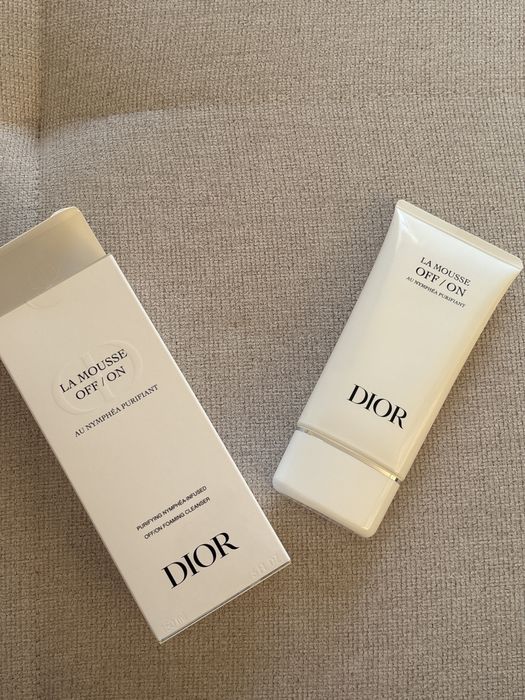 LA MOUSSE
OFF/ON
AU NYMPHÉA PURIFIANT
PURIFYING NYMPHÉA-INFUSED
OFF/ON FOAMING CLEANSER
DIOR
LA MOUSSE
OFF/ON
AU NYMPHÉA PURIFIANT
DIOR